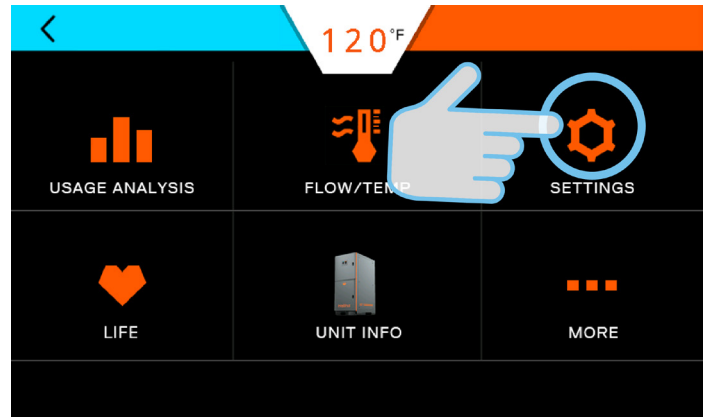 120°F
USAGE ANALYSIS
FLOW/TEMP
SETTINGS
LIFE
UNIT INFO
MORE